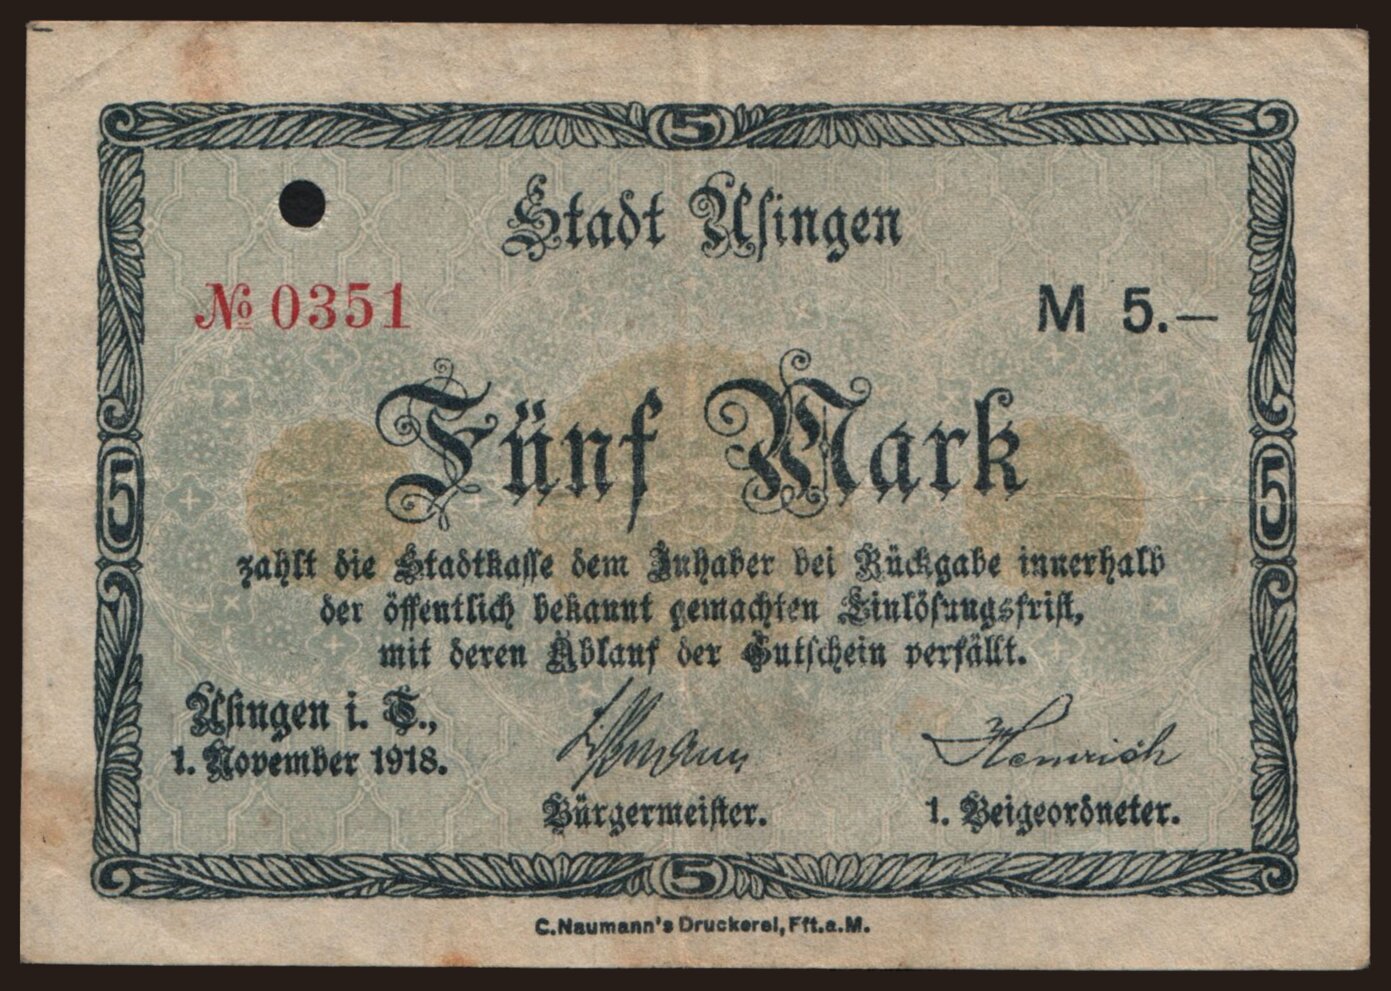 5
Stadt Usingen
№ 0351
M 5.—
Fünf Mark
5
5
zahlt die Stadtkasse dem Inhaber bei Rückgabe innerhalb
der öffentlich bekannt gemachten Einlösungsfrist,
mit deren Ablauf der Gutschein verfällt.
Usingen i. T.,
1. November 1918.
Lißmann
Heinrich
Bürgermeister.
1. Beigeordneter.
5
C. Naumann's Druckerei, Fft. a. M.